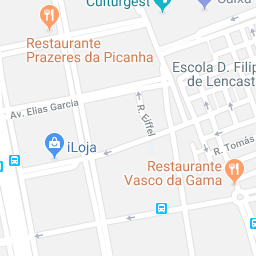 Culturgest
Restaurante
Prazeres da Picanha
Escola D. Filip
de Lencast
Av. Elias Garcia
R. Eiffel
iLoja
R. Tomás
Restaurante
Vasco da Gama